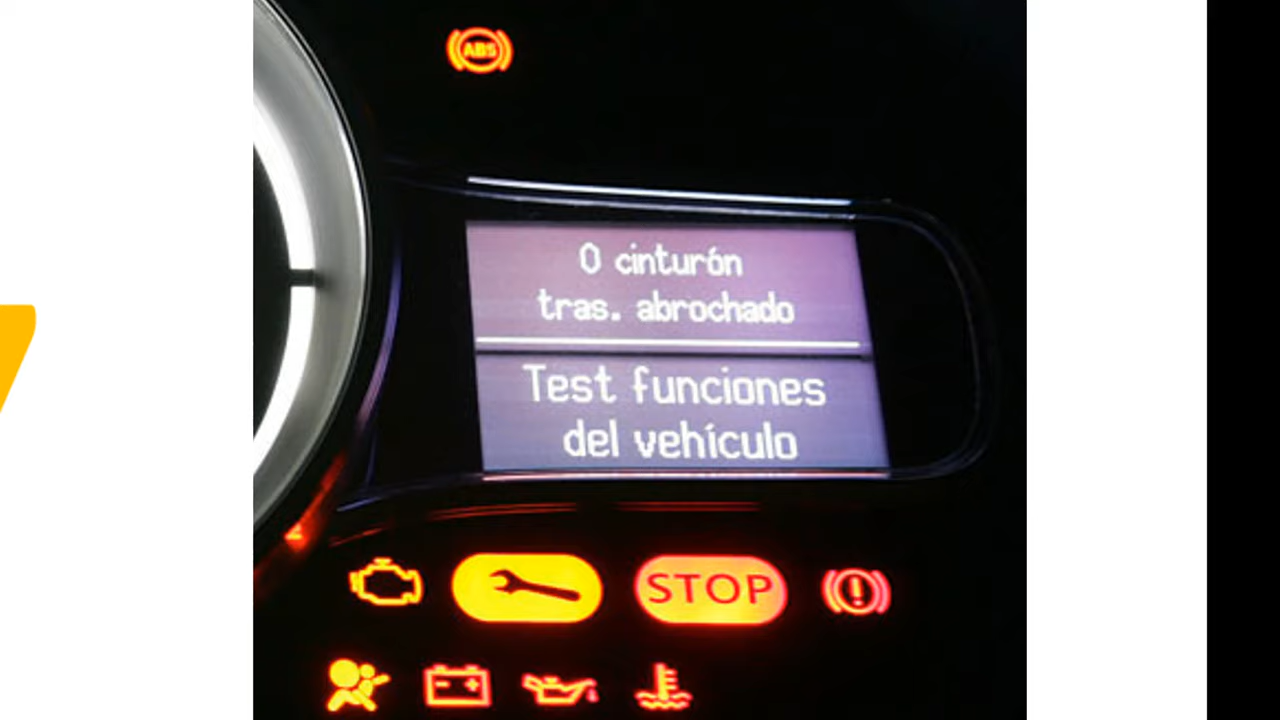 ABS
0 cinturón
tras. abrochado
Test funciones
del vehículo
STOP